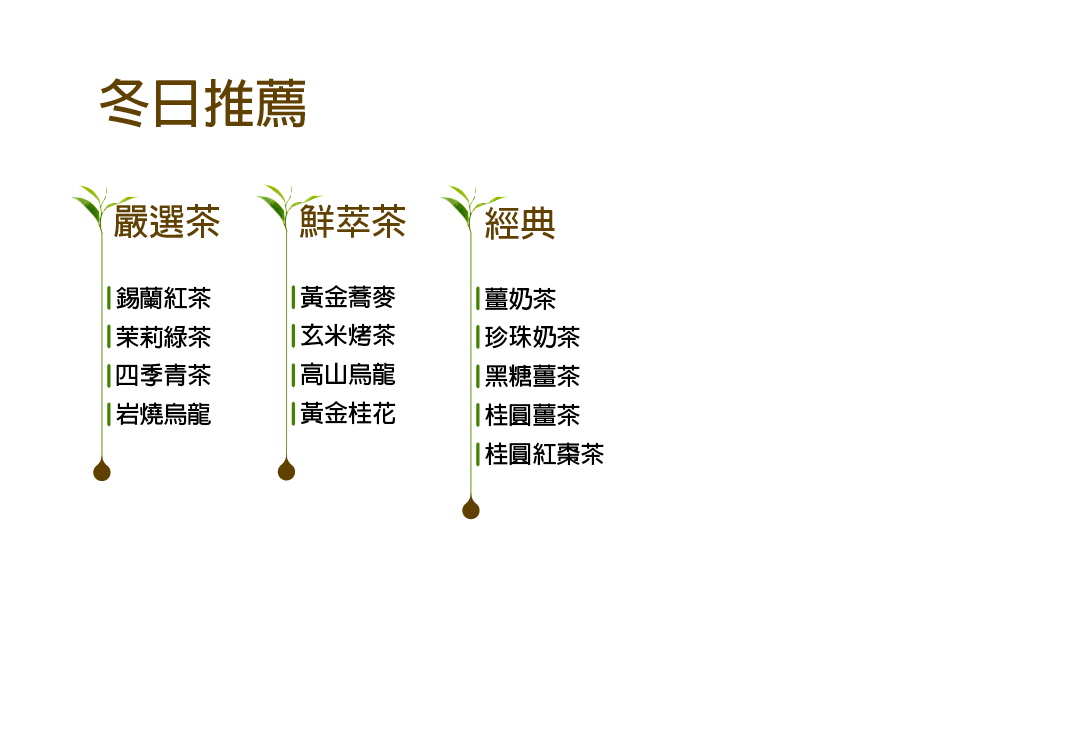 冬日推薦
嚴選茶
錫蘭紅茶
茉莉綠茶
四季青茶
岩燒烏龍
鮮萃茶
黃金蕎麥
玄米烤茶
高山烏龍
黃金桂花
經典
薑奶茶
珍珠奶茶
黑糖薑茶
桂圓薑茶
桂圓紅棗茶